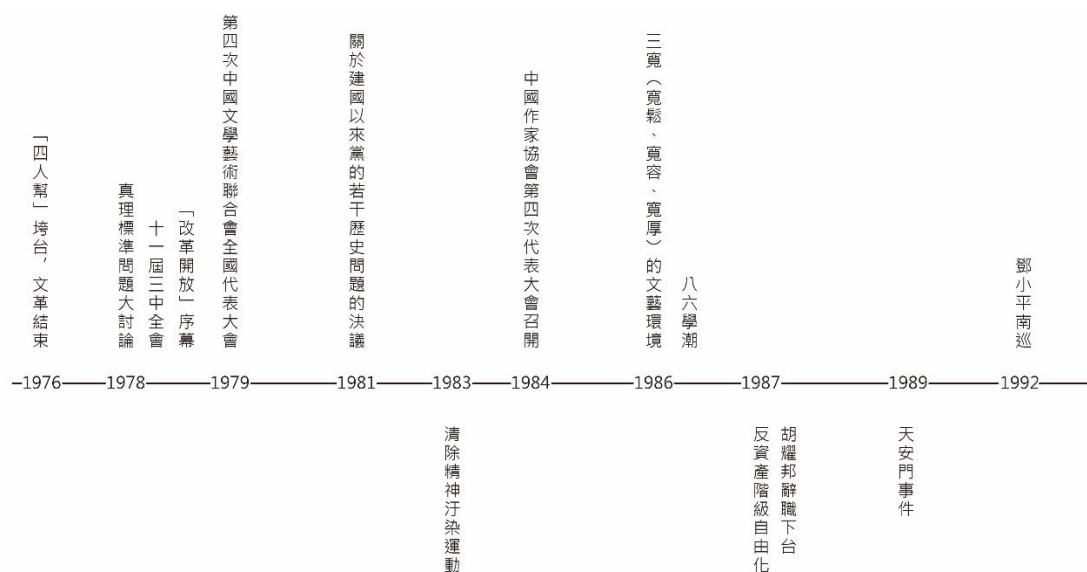 「四人幫」垮台，文革結束
真理標準問題大討論
十一屆三中全會
「改革開放」序幕
第四次中國文學藝術聯合會全國代表大會
關於建國以來黨的若干歷史問題的決議
中國作家協會第四次代表大會召開
三寬（寬鬆、寬容、寬厚）的文藝環境
八六學潮
鄧小平南巡
1976
1978
1979
1981
1983
1984
1986
1987
1989
1992
清除精神汙染運動
反資產階級自由化
胡耀邦辭職下台
天安門事件